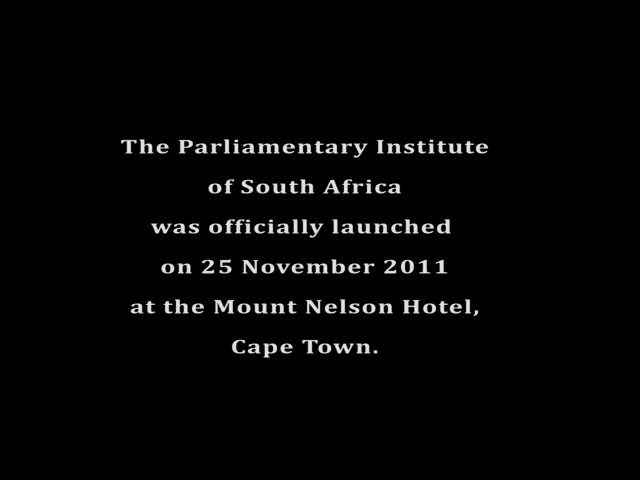 The Parliamentary Institute
of South Africa
was officially launched
on 25 November 2011
at the Mount Nelson Hotel,
Cape Town.